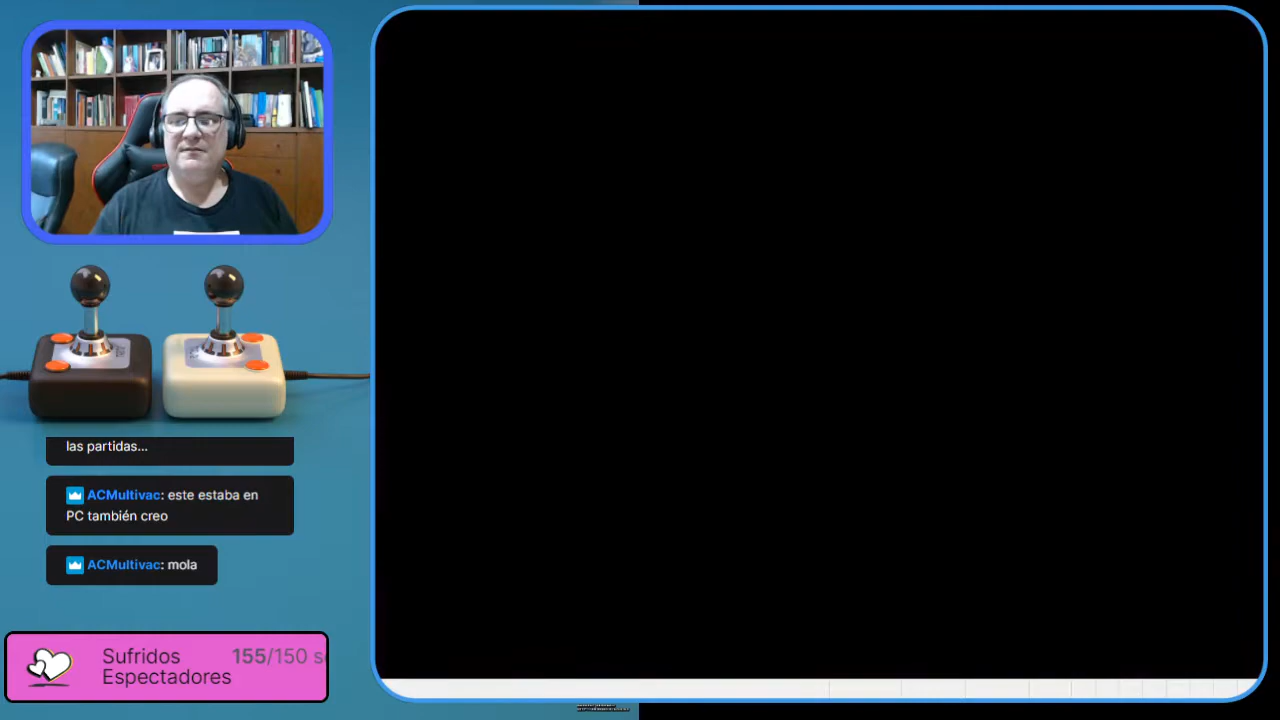 las partidas...
ACMultivac: este estaba en
PC también creo
ACMultivac: mola
Sufridos 155/150 s
Espectadores